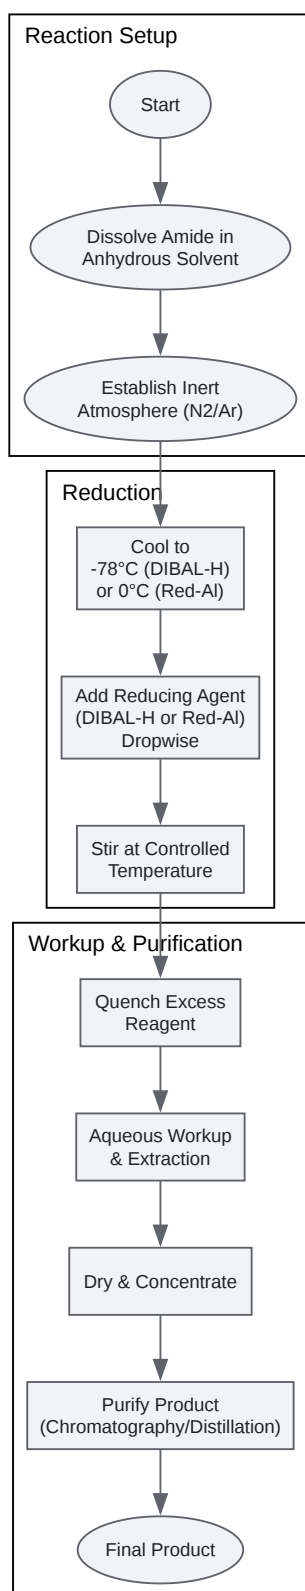 Reaction Setup
Start
Dissolve Amide in
Anhydrous Solvent
Establish Inert
Atmosphere (N2/Ar)
Reduction
Cool to
-78°C (DIBAL-H)
or 0°C (Red-Al)
Add Reducing Agent
(DIBAL-H or Red-Al)
Dropwise
Stir at Controlled
Temperature
Workup & Purification
Quench Excess
Reagent
Aqueous Workup
& Extraction
Dry & Concentrate
Purify Product
(Chromatography/Distillation)
Final Product